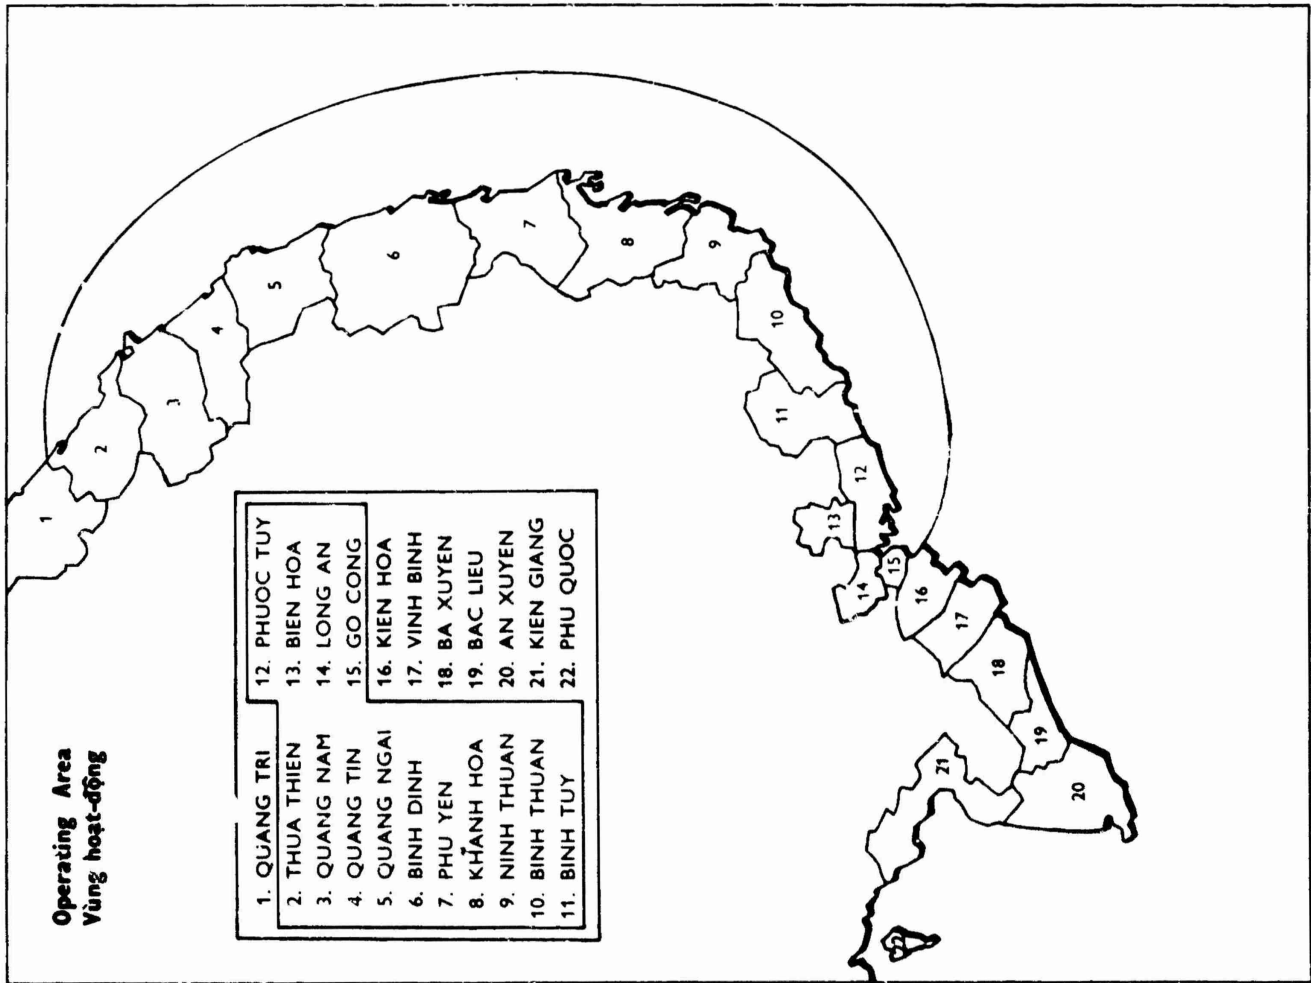 Operating Area
Vùng hoạt-động
1. QUANG TRI
2. THUA THIEN
3. QUANG NAM
4. QUANG TIN
5. QUANG NGAI
6. BINH DINH
7. PHU YEN
8. KHANH HOA
9. NINH THUAN
10. BINH THUAN
11. BINH TUY
12. PHUOC TUY
13. BIEN HOA
14. LONG AN
15. GO CONG
16. KIEN HOA
17. VINH BINH
18. BA XUYEN
19. BAC LIEU
20. AN XUYEN
21. KIEN GIANG
22. PHU QUOC
1
2
3
4
5
6
7
8
9
10
11
12
13
14
15
16
17
18
19
20
21
22